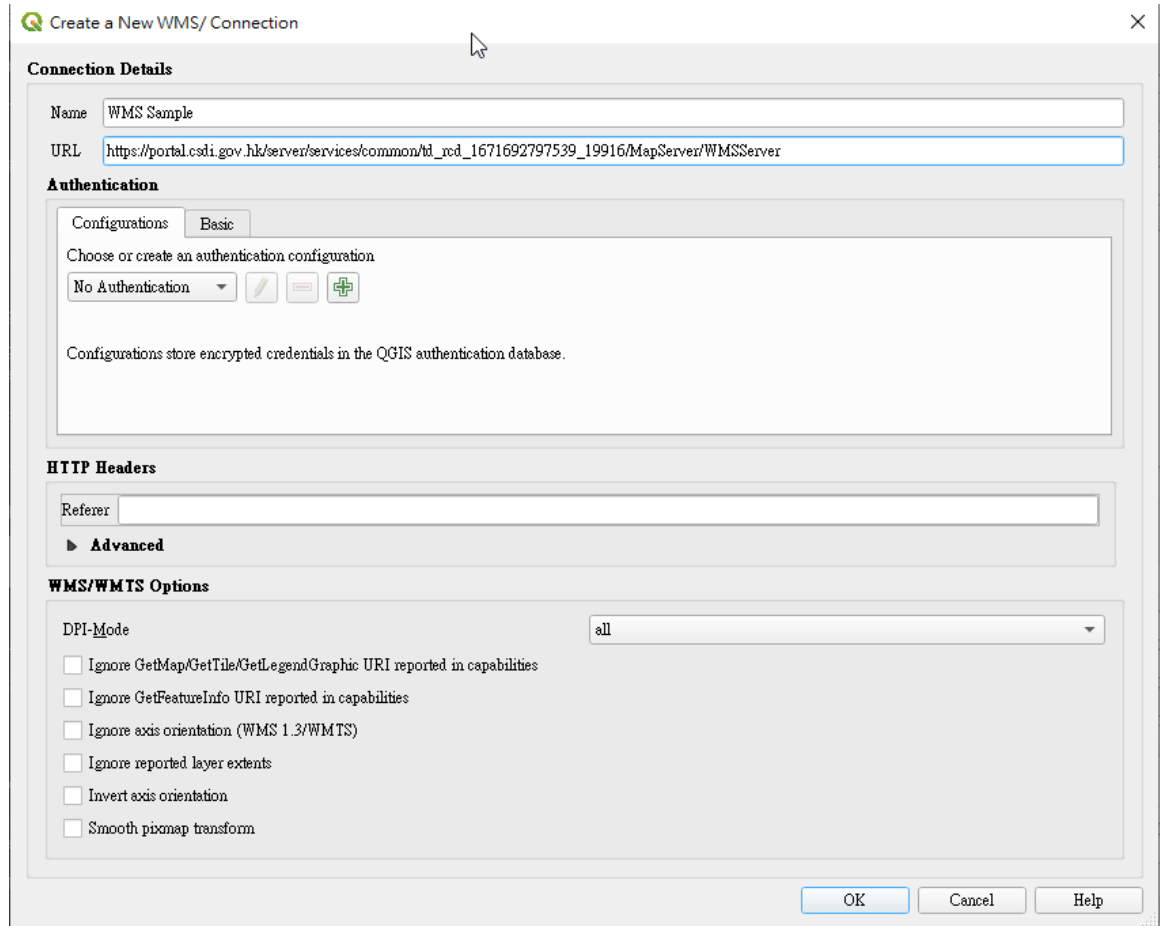 Create a New WMS/ Connection
Connection Details
Name WMS Sample
URL https://portal.csdi.gov.hk/server/services/common/td_rcd_1671692797539_19916/MapServer/WMSServer
Authentication
Configurations Basic
Choose or create an authentication configuration
No Authentication
Configurations store encrypted credentials in the QGIS authentication database.
HTTP Headers
Referer
Advanced
WMS/WMTS Options
DPI-Mode all
Ignore GetMap/GetTile/GetLegendGraphic URI reported in capabilities
Ignore GetFeatureInfo URI reported in capabilities
Ignore axis orientation (WMS 1.3/WMTS)
Ignore reported layer extents
Invert axis orientation
Smooth pixmap transform
OK Cancel Help